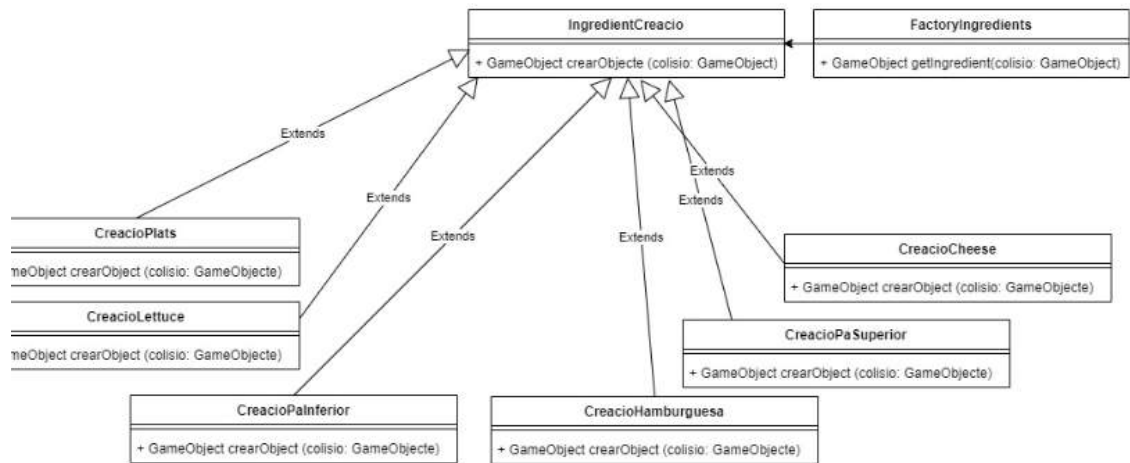 IngredientCreacio
+ GameObject crearObjecte (colisio: GameObject)
FactoryIngredients
+ GameObject getIngredient(colisio: GameObject)
Extends
Extends
Extends
Extends
Extends
Extends
CreacioPlats
meObject crearObject (colisio: GameObjecte)
CreacioLettuce
meObject crearObject (colisio: GameObjecte)
CreacioPaInferior
+ GameObject crearObject (colisio: GameObjecte)
CreacioHamburguesa
+ GameObject crearObject (colisio: GameObjecte)
CreacioPaSuperior
+ GameObject crearObject (colisio: GameObjecte)
CreacioCheese
+ GameObject crearObject (colisio: GameObjecte)